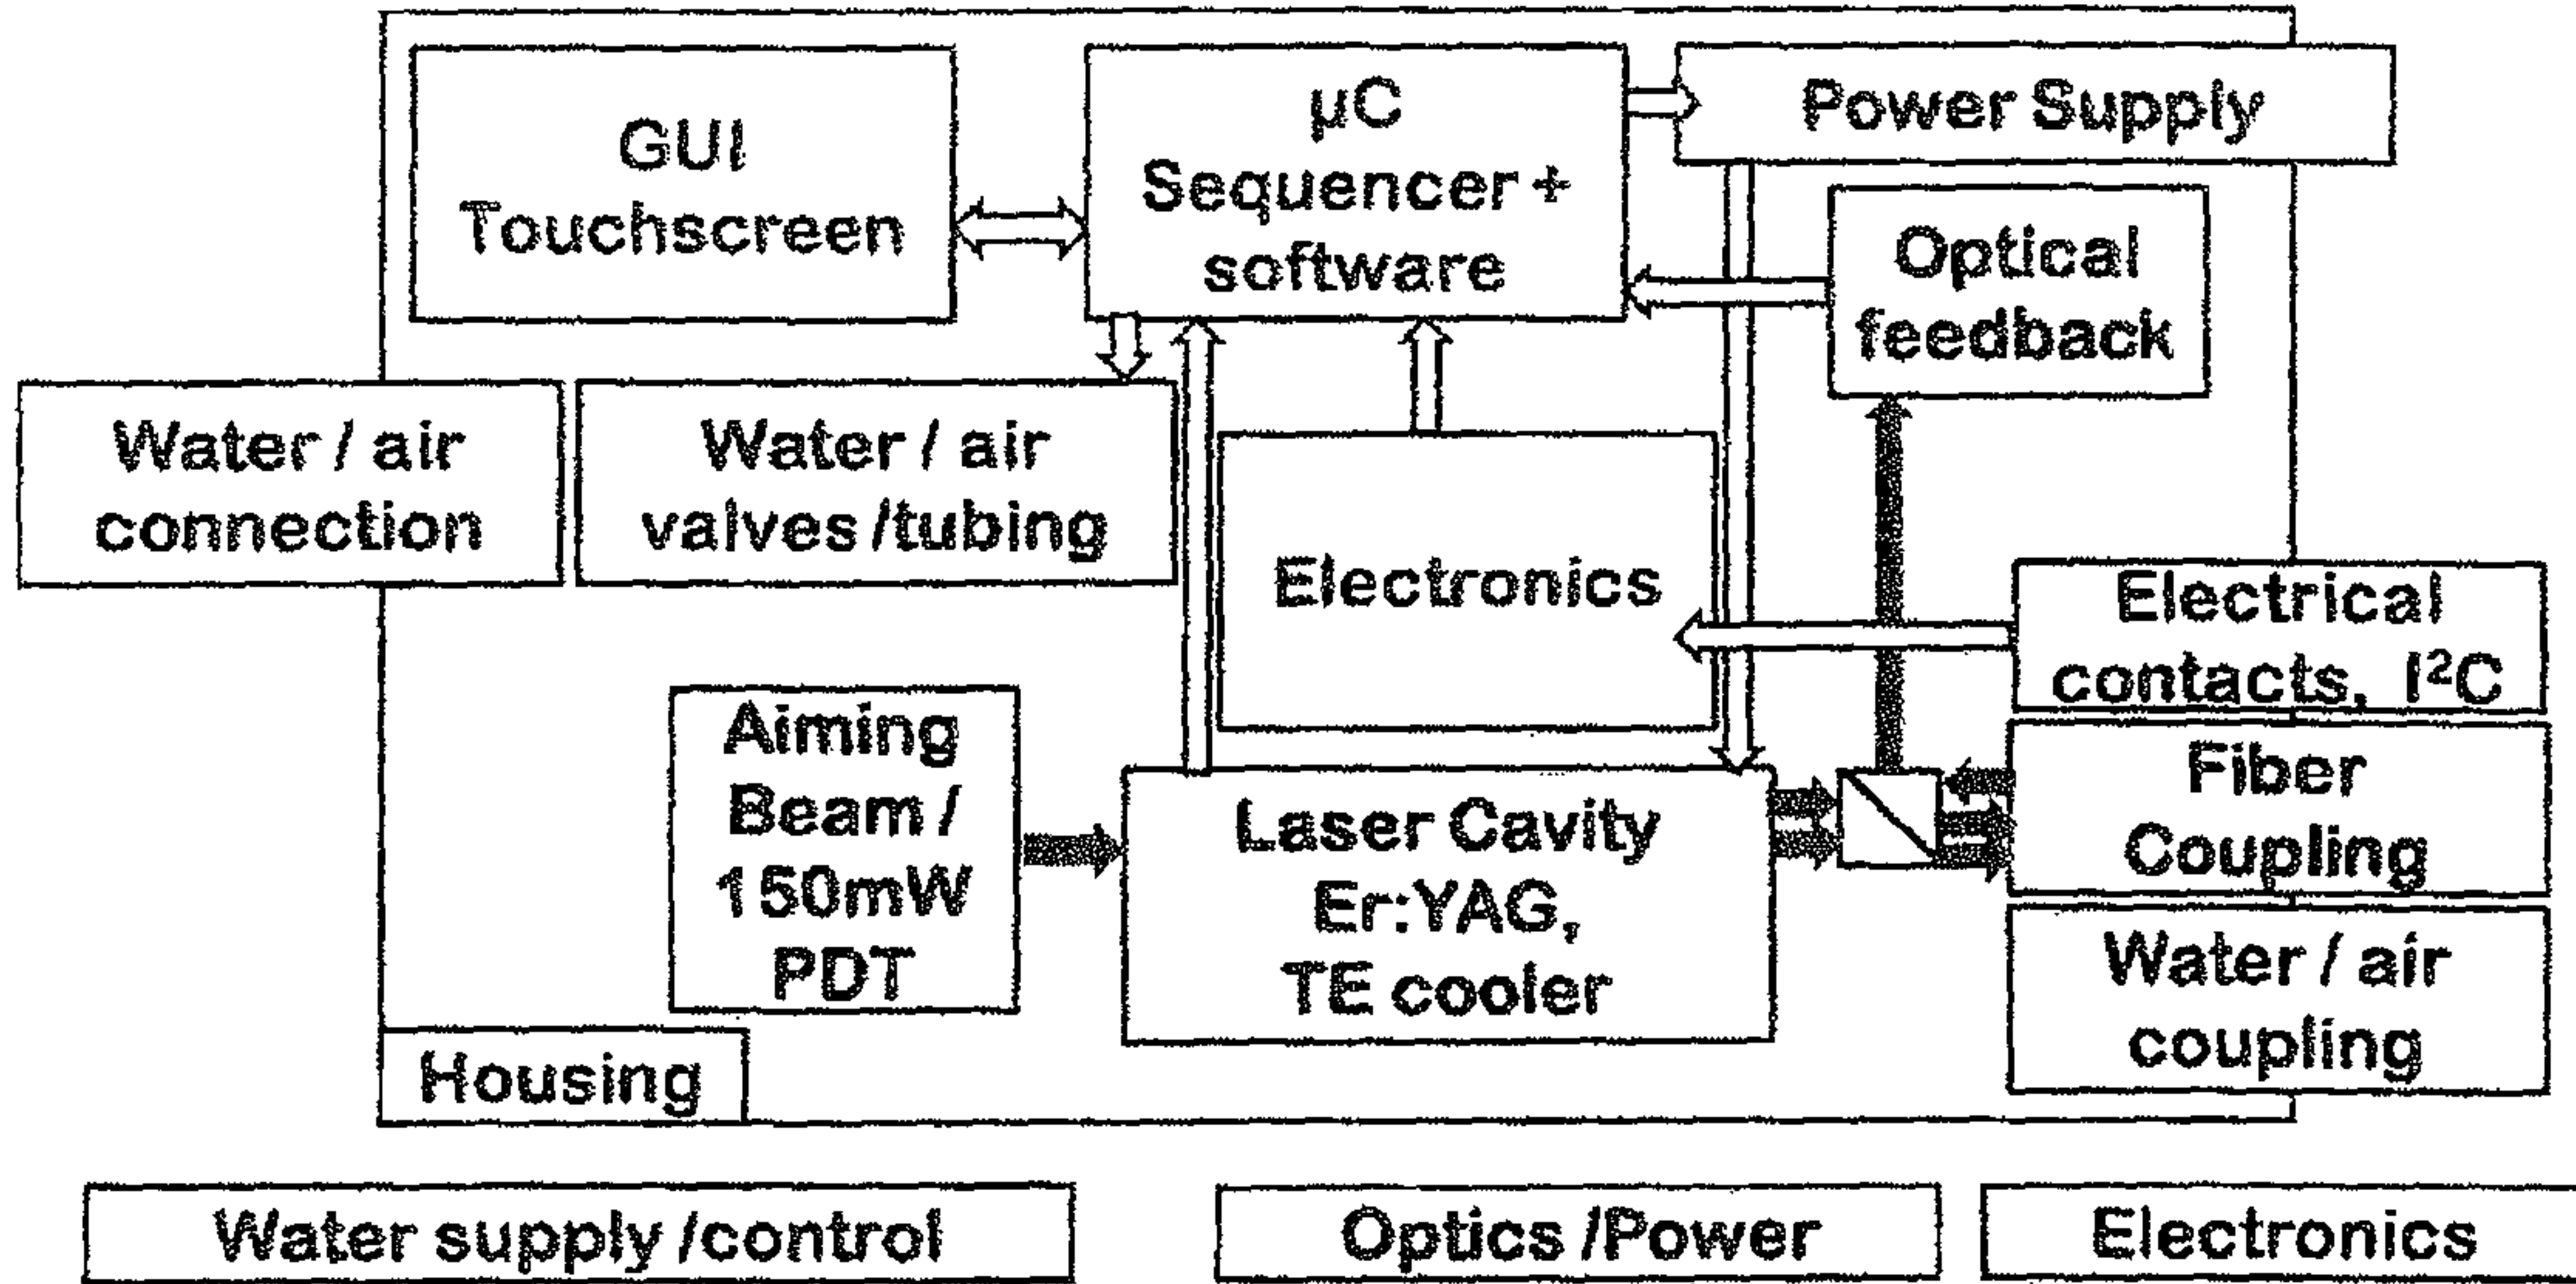 GUI
Touchscreen
µC
Sequencer +
software
Power Supply
Optical
feedback
Water / air
connection
Water / air
valves /tubing
Electronics
Electrical
contacts, I²C
Aiming
Beam /
150mW
PDT
Laser Cavity
Er:YAG,
TE cooler
Fiber
Coupling
Water / air
coupling
Housing
Water supply /control
Optics /Power
Electronics